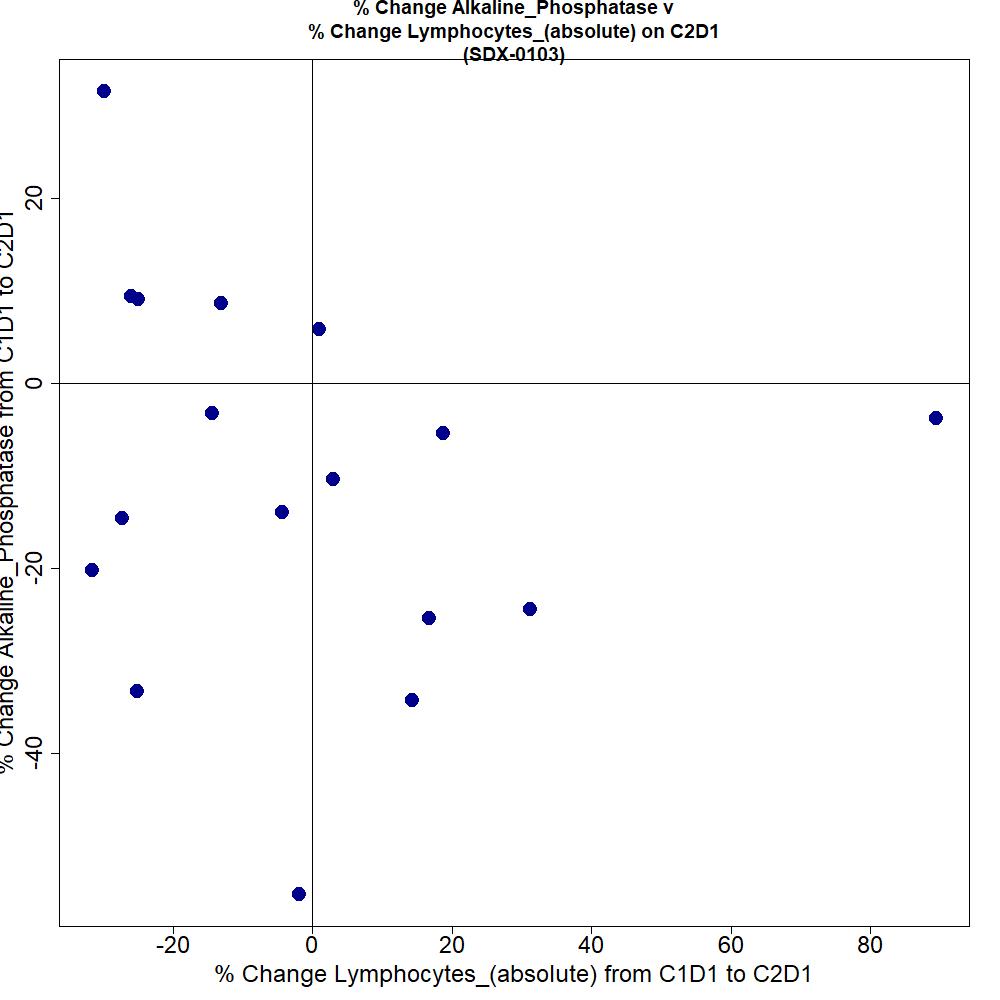 % Change Alkaline_Phosphatase v
% Change Lymphocytes_(absolute) on C2D1
(SDX-0103)
% Change Alkaline_Phosphatase from C1D1 to C2D1
20
0
-20
-40
-20
0
20
40
60
80
% Change Lymphocytes_(absolute) from C1D1 to C2D1